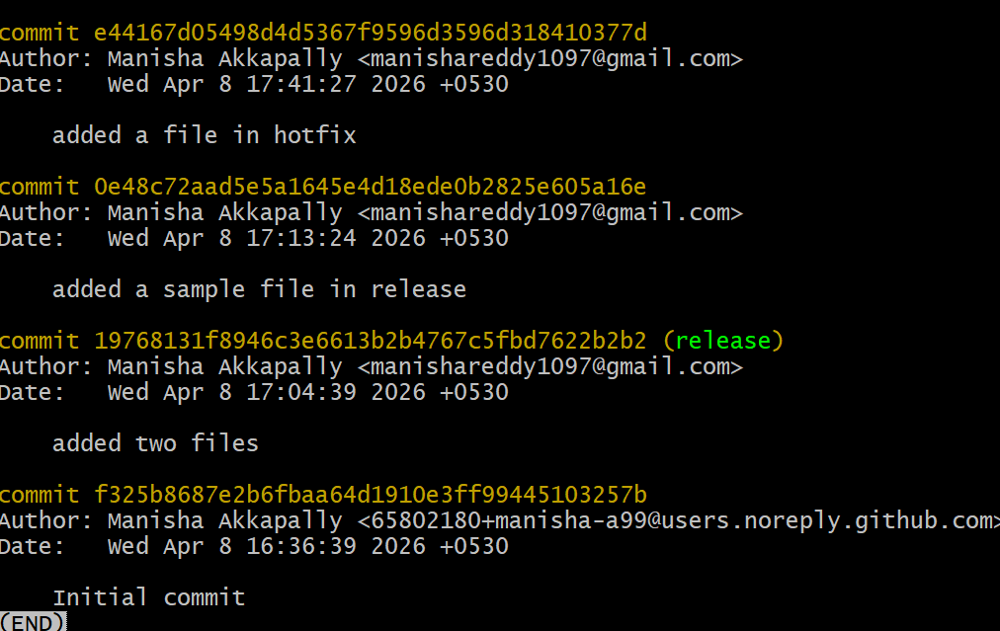 commit e44167d05498d4d5367f9596d3596d318410377d
Author: Manisha Akkapally <manishareddy1097@gmail.com>
Date:   Wed Apr 8 17:41:27 2026 +0530
    added a file in hotfix
commit 0e48c72aad5e5a1645e4d18ede0b2825e605a16e
Author: Manisha Akkapally <manishareddy1097@gmail.com>
Date:   Wed Apr 8 17:13:24 2026 +0530
    added a sample file in release
commit 19768131f8946c3e6613b2b4767c5fbd7622b2b2 (release)
Author: Manisha Akkapally <manishareddy1097@gmail.com>
Date:   Wed Apr 8 17:04:39 2026 +0530
    added two files
commit f325b8687e2b6fbaa64d1910e3ff99445103257b
Author: Manisha Akkapally <65802180+manisha-a99@users.noreply.github.com>
Date:   Wed Apr 8 16:36:39 2026 +0530
    Initial commit
(END)